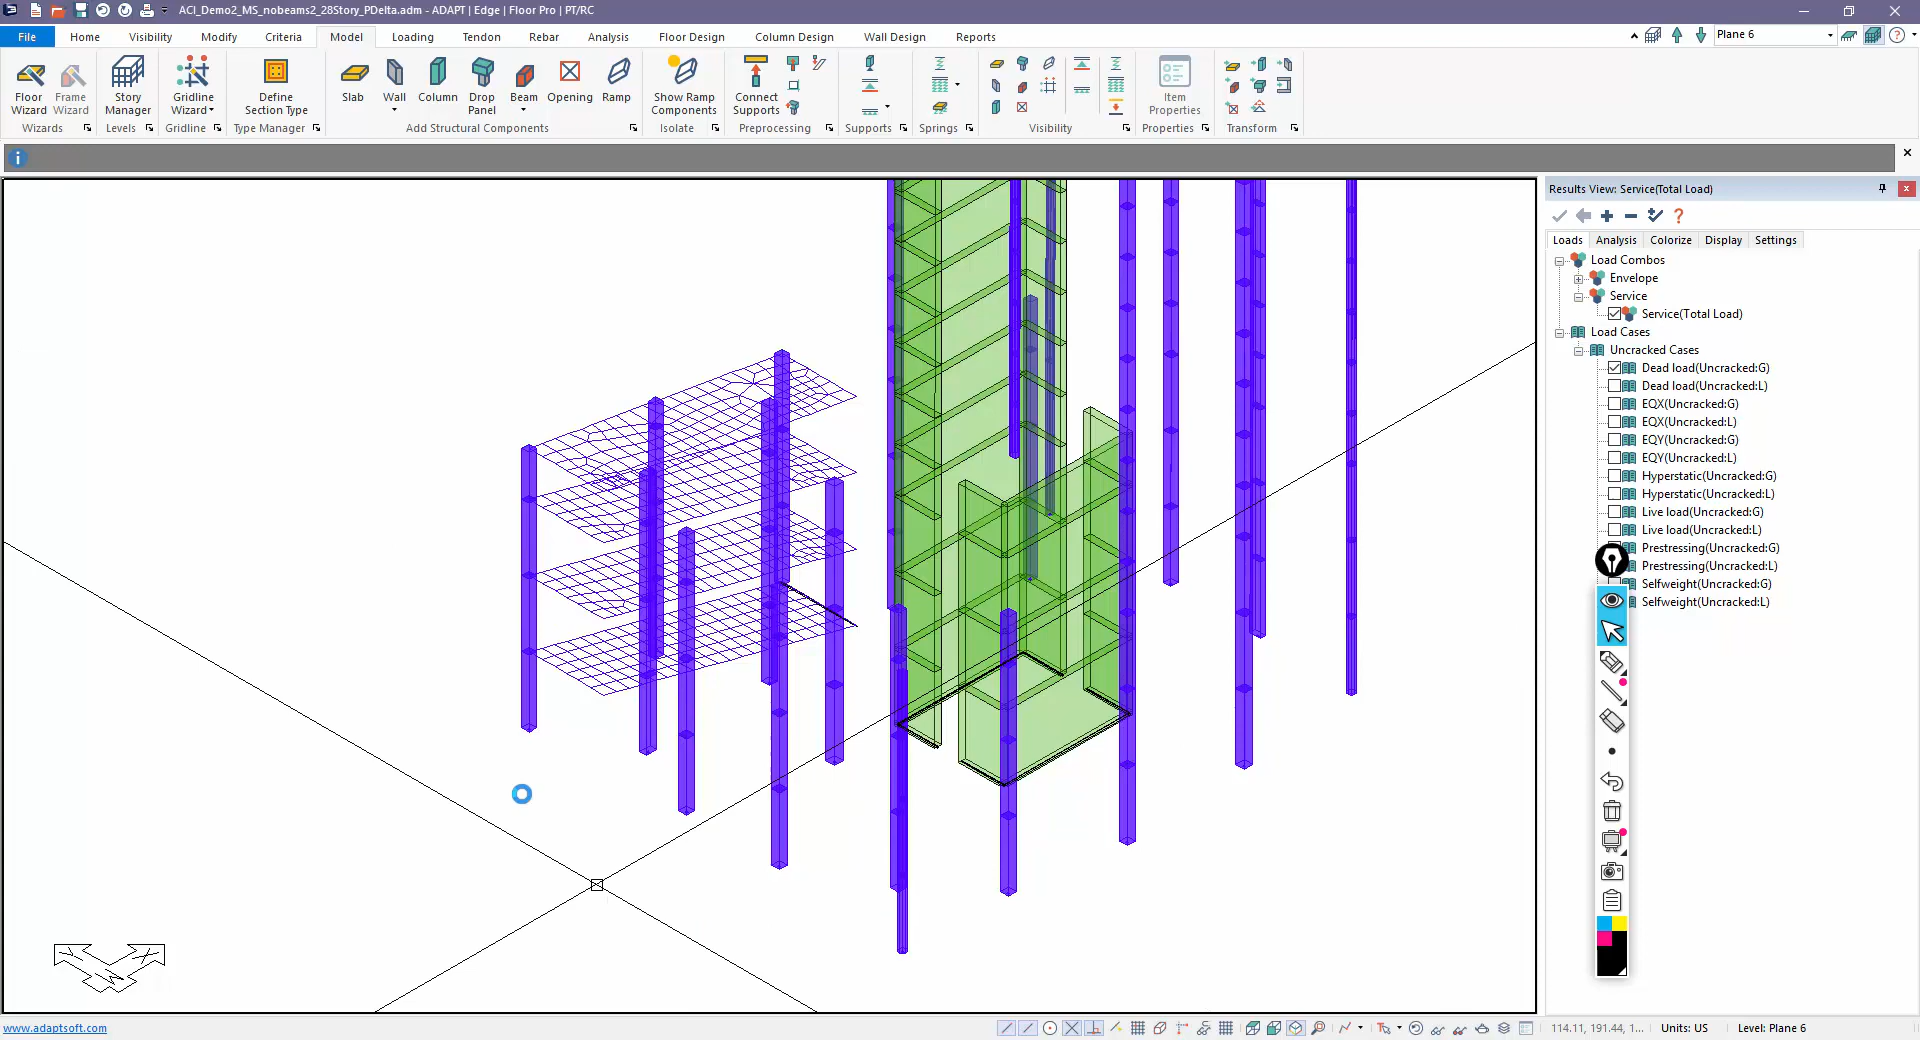 ACI_Demo2_MS_nobeams2_28Story_PDelta.adm - ADAPT | Edge | Floor Pro | PT/RC
File Home Visibility Modify Criteria Model Loading Tendon Rebar Analysis Floor Design Column Design Wall Design Reports Plane 6
Floor Wizard
Frame Wizard
Wizards
Story Manager
Levels
Gridline Wizard
Gridline
Define Section Type
Type Manager
Slab Wall Column Drop Panel Beam Opening Ramp
Add Structural Components
Show Ramp Components
Isolate
Connect Supports
Preprocessing
Supports
Springs
Visibility
Item Properties
Properties
Transform
Results View: Service(Total Load)
Loads Analysis Colorize Display Settings
Load Combos
Envelope
Service
Service(Total Load)
Load Cases
Uncracked Cases
Dead load(Uncracked:G)
Dead load(Uncracked:L)
EQX(Uncracked:G)
EQX(Uncracked:L)
EQY(Uncracked:G)
EQY(Uncracked:L)
Hyperstatic(Uncracked:G)
Hyperstatic(Uncracked:L)
Live load(Uncracked:G)
Live load(Uncracked:L)
Prestressing(Uncracked:G)
Prestressing(Uncracked:L)
Selfweight(Uncracked:G)
Selfweight(Uncracked:L)
www.adaptsoft.com
114.11, 191.44, 1... Units: US Level: Plane 6